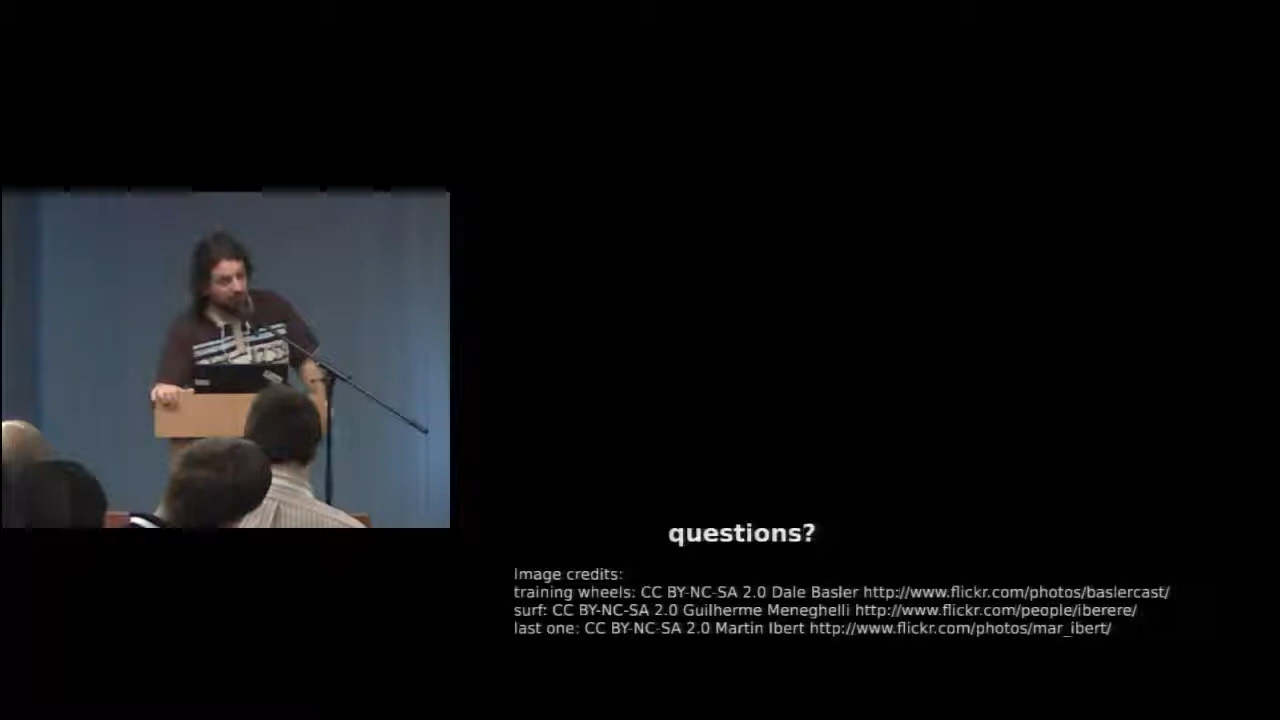 questions?
Image credits:
training wheels: CC BY-NC-SA 2.0 Dale Basler http://www.flickr.com/photos/baslercast/
surf: CC BY-NC-SA 2.0 Guilherme Meneghelli http://www.flickr.com/people/iberere/
last one: CC BY-NC-SA 2.0 Martin Ibert http://www.flickr.com/photos/mar_ibert/